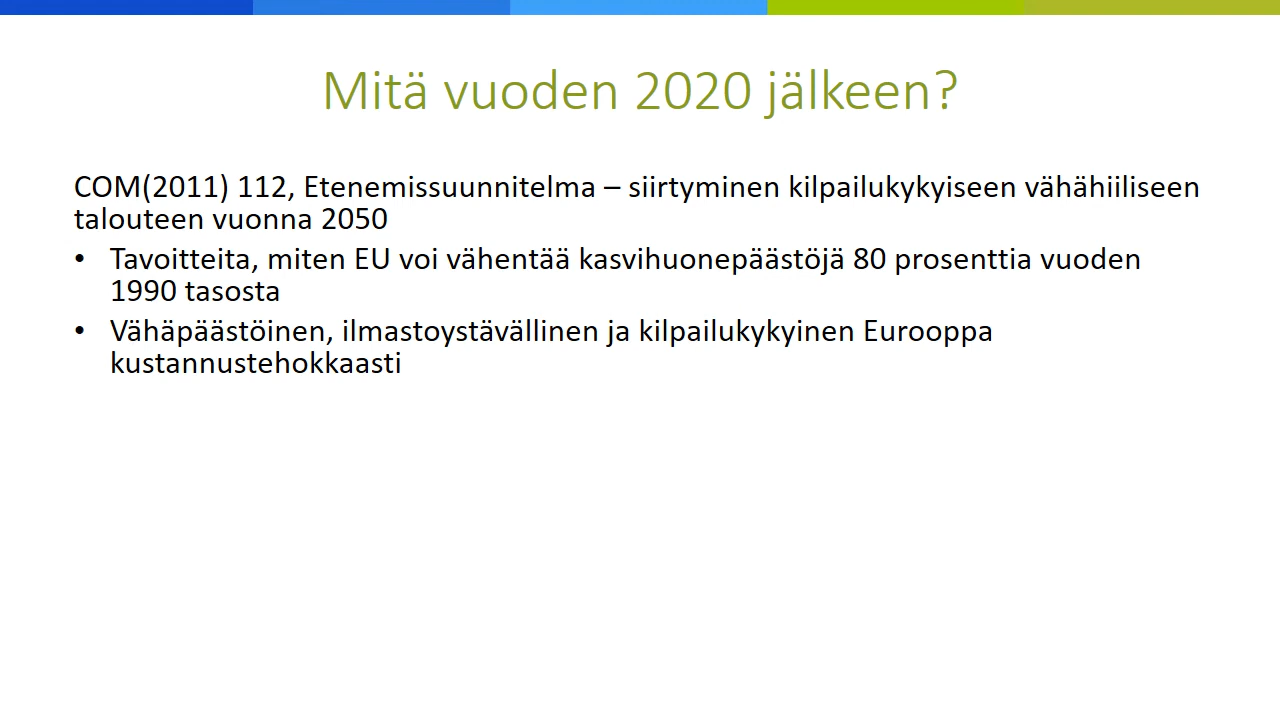 Mitä vuoden 2020 jälkeen?
COM(2011) 112, Etenemissuunnitelma – siirtyminen kilpailukykyiseen vähähiiliseen
talouteen vuonna 2050
• Tavoitteita, miten EU voi vähentää kasvihuonepäästöjä 80 prosenttia vuoden
1990 tasosta
• Vähäpäästöinen, ilmastoystävällinen ja kilpailukykyinen Eurooppa
kustannustehokkaasti